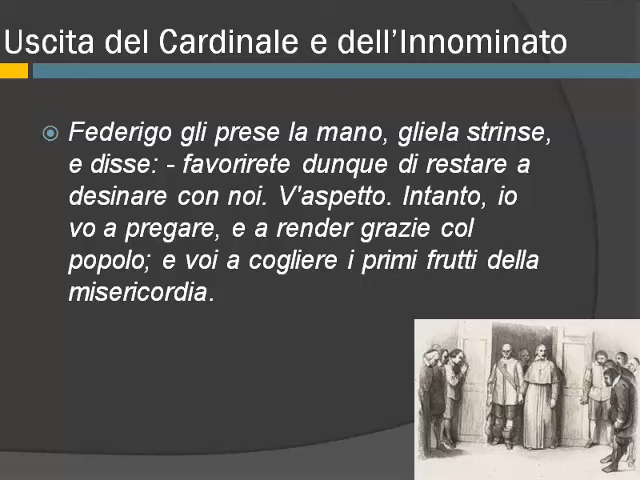 Uscita del Cardinale e dell’Innominato
Federigo gli prese la mano, gliela strinse,
e disse: - favorirete dunque di restare a
desinare con noi. V'aspetto. Intanto, io
vo a pregare, e a render grazie col
popolo; e voi a cogliere i primi frutti della
misericordia.